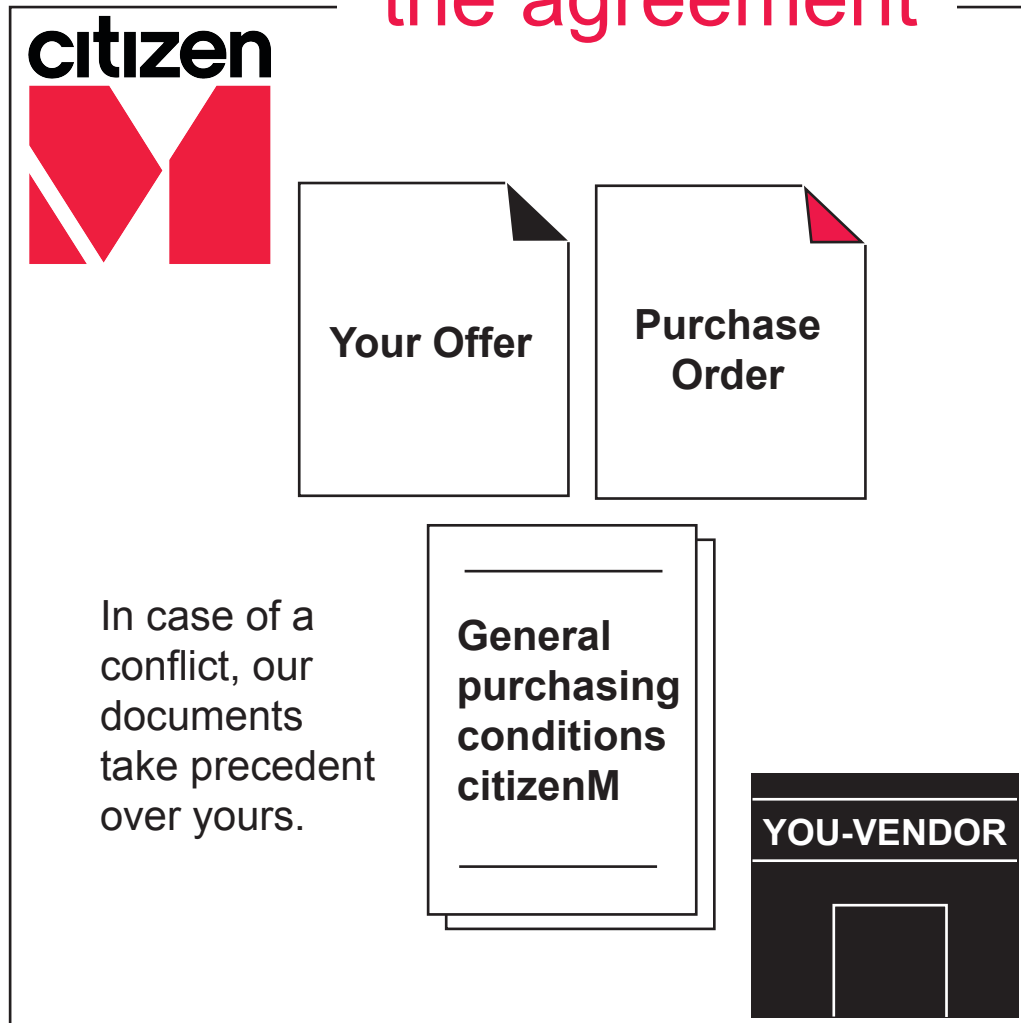 the agreement
citizen
M
Your Offer
Purchase
Order
In case of a
conflict, our
documents
take precedent
over yours.
General
purchasing
conditions
citizenM
YOU-VENDOR